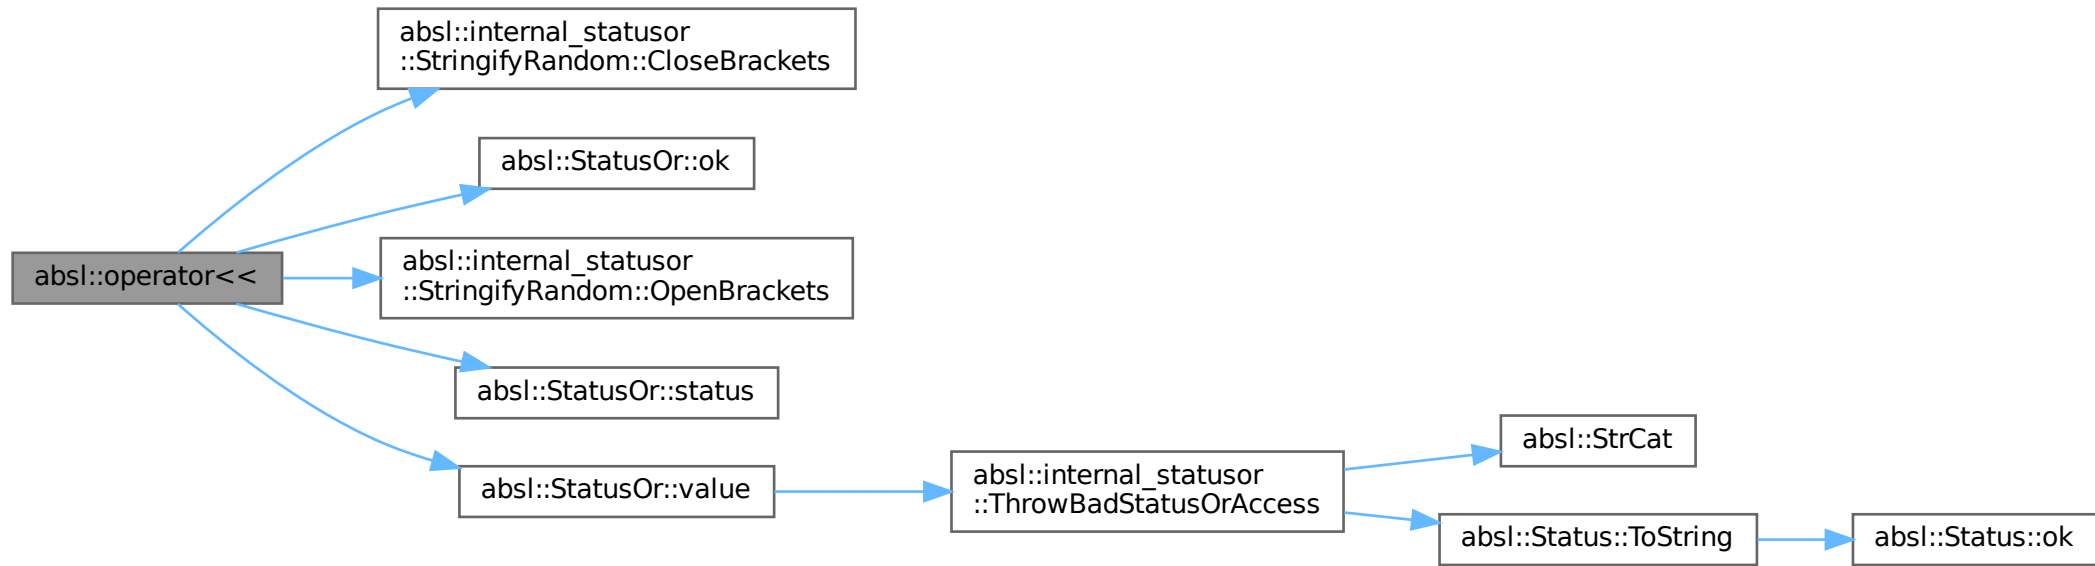 absl::internal_statusor
::StringifyRandom::CloseBrackets
absl::StatusOr::ok
absl::operator<<
absl::internal_statusor
::StringifyRandom::OpenBrackets
absl::StatusOr::status
absl::StatusOr::value
absl::internal_statusor
::ThrowBadStatusOrAccess
absl::StrCat
absl::Status::ToString
absl::Status::ok